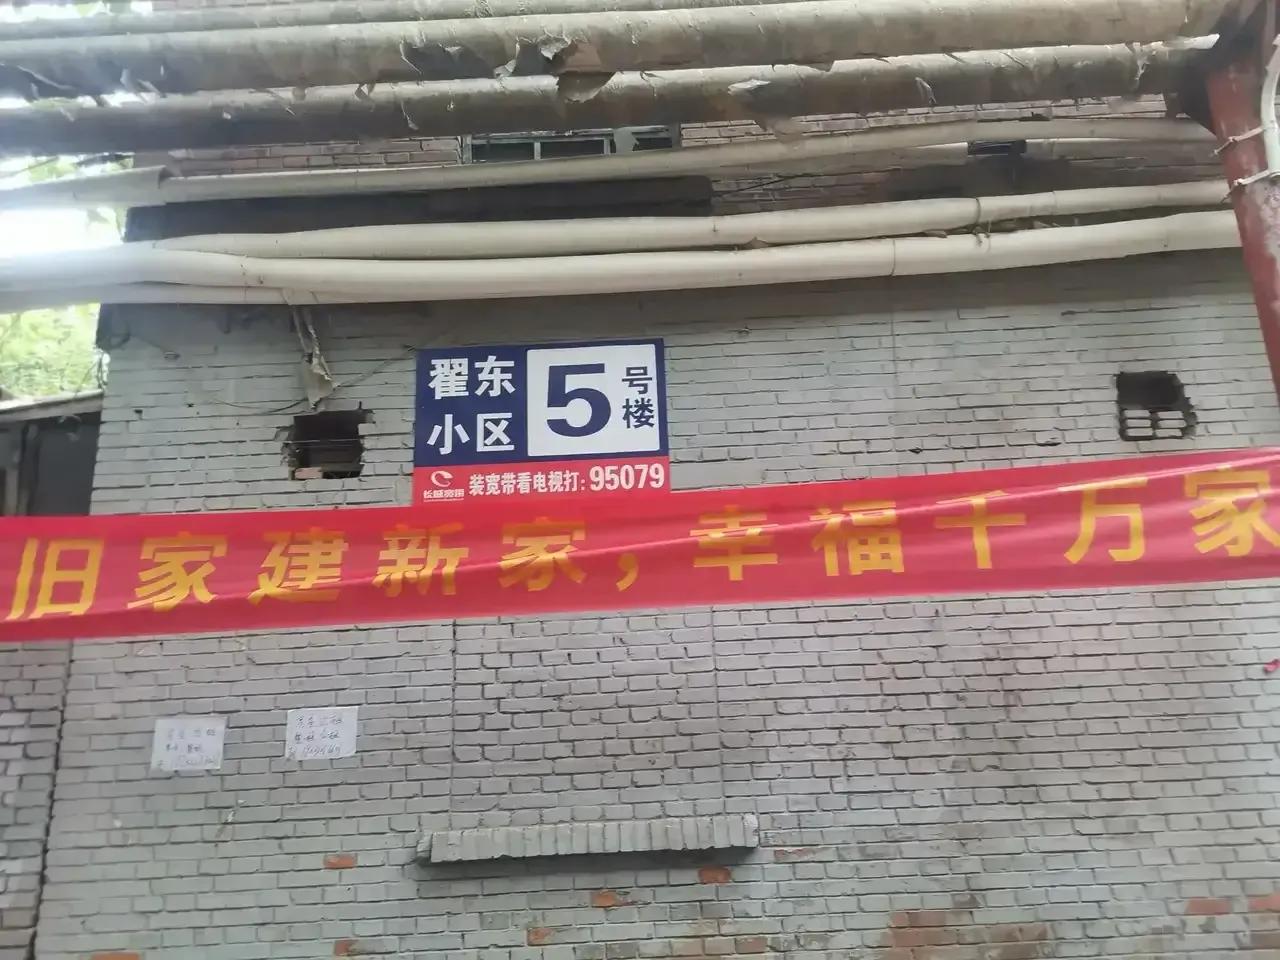 翟东
小区
5
号
楼
长城宽带
装宽带看电视打:95079
旧家建新家,幸福千万家